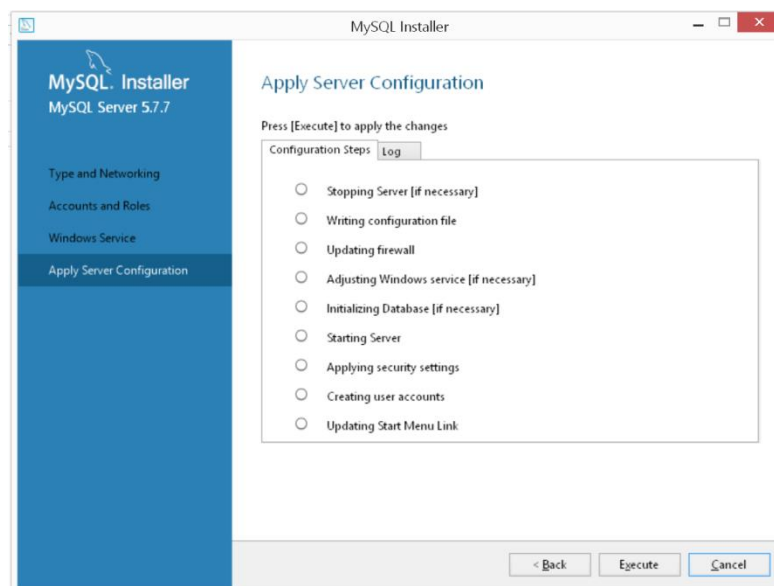 MySQL Installer
MySQL. Installer
MySQL Server 5.7.7
Type and Networking
Accounts and Roles
Windows Service
Apply Server Configuration
Apply Server Configuration
Press [Execute] to apply the changes
Configuration Steps Log
Stopping Server [if necessary]
Writing configuration file
Updating firewall
Adjusting Windows service [if necessary]
Initializing Database [if necessary]
Starting Server
Applying security settings
Creating user accounts
Updating Start Menu Link
< Back Execute Cancel